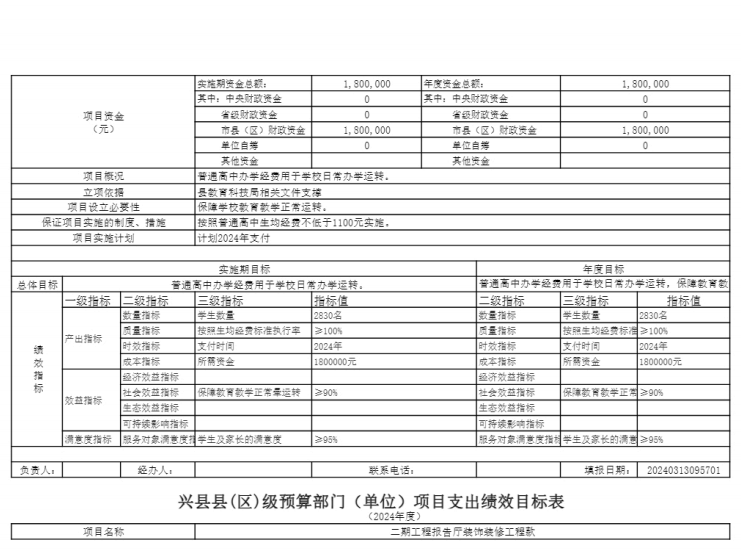 实施期资金总额: 1,800,000 年度资金总额: 1,800,000
其中: 中央财政资金 0 其中: 中央财政资金 0
省级财政资金 0 省级财政资金 0
项目资金
（元）
市县（区）财政资金 1,800,000 市县（区）财政资金 1,800,000
单位自筹 0 单位自筹 0
其他资金 其他资金
项目概况 普通高中办学经费用于学校日常办学运转。
立项依据 县教育科技局相关文件支撑
项目设立必要性 保障学校教育教学正常运转。
保证项目实施的制度、措施 按照普通高中生均经费不低于1100元实施。
项目实施计划 计划2024年支付
实施期目标 年度目标
总体目标 普通高中办学经费用于学校日常办学运转。 普通高中办学经费用于学校日常办学运转，保障教育教
绩效指标
一级指标 二级指标 三级指标 指标值 二级指标 三级指标 指标值
产出指标
数量指标 学生数量 2830名 数量指标 学生数量 2830名
质量指标 按照生均经费标准执行率 ≥100% 质量指标 按照生均经费标准 ≥100%
时效指标 支付时间 2024年 时效指标 支付时间 2024年
成本指标 所需资金 1800000元 成本指标 所需资金 1800000元
效益指标
经济效益指标 经济效益指标
社会效益指标 保障教育教学正常运转 ≥90% 社会效益指标 保障教育教学正常 ≥90%
生态效益指标 生态效益指标
可持续影响指标 可持续影响指标
满意度指标 服务对象满意度指 学生及家长的满意度 ≥95% 服务对象满意度指 学生及家长的满意 ≥95%
负责人: 经办人: 联系电话: 填报日期: 20240313095701
兴县县(区)级预算部门（单位）项目支出绩效目标表
（2024年度）
项目名称 二期工程报告厅装饰装修工程款